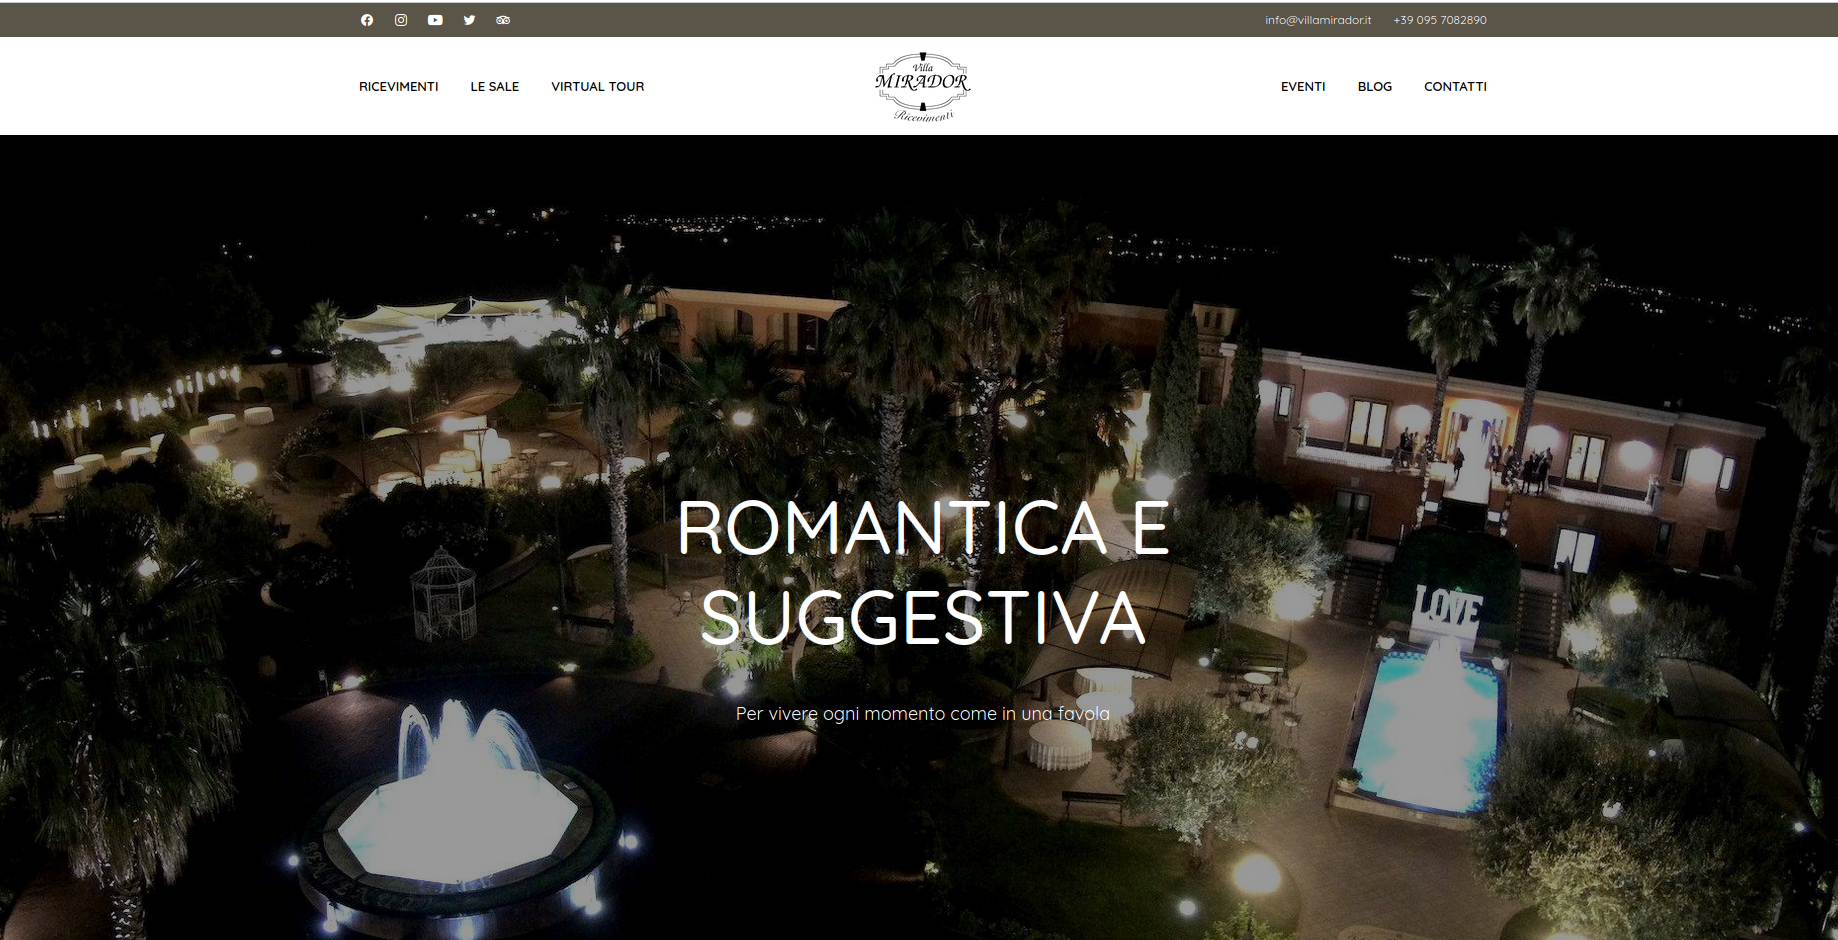 info@villamirador.it +39 095 7082890
RICEVIMENTI LE SALE VIRTUAL TOUR
Villa
MIRADOR
Ricevimenti
EVENTI BLOG CONTATTI
ROMANTICA E
SUGGESTIVA
LOVE
Per vivere ogni momento come in una favola